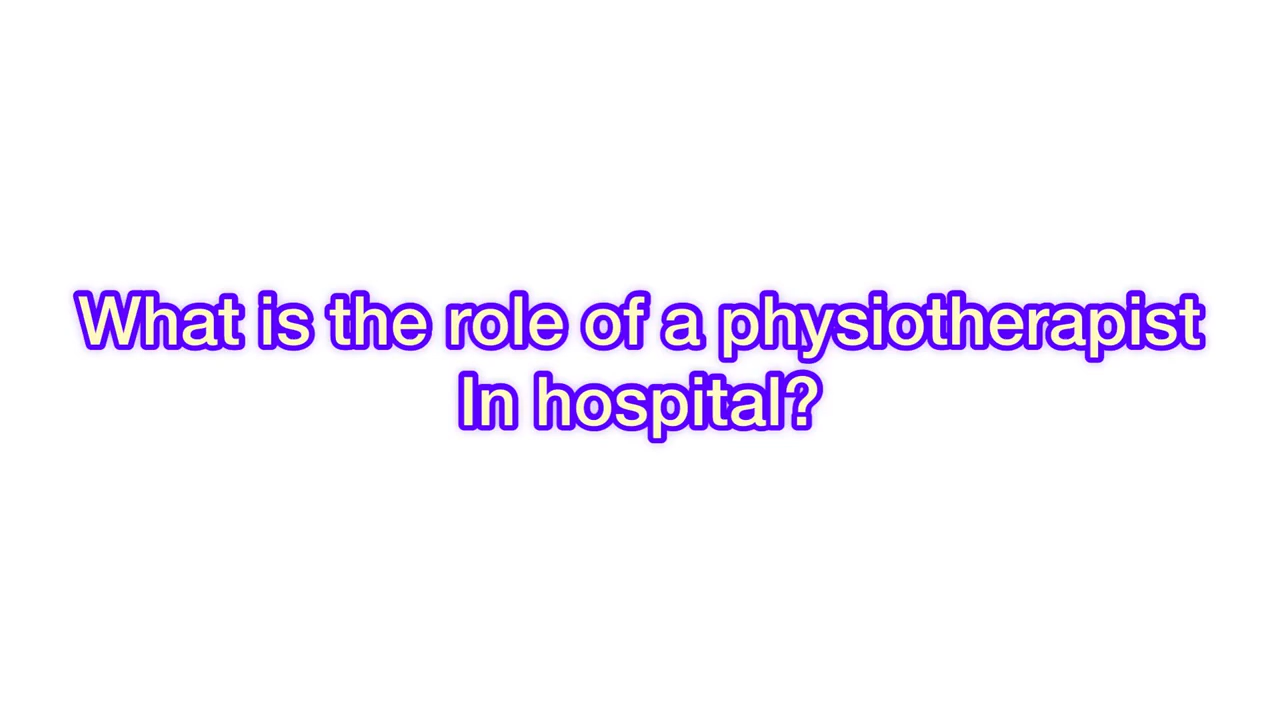 What is the role of a physiotherapist
In hospital?